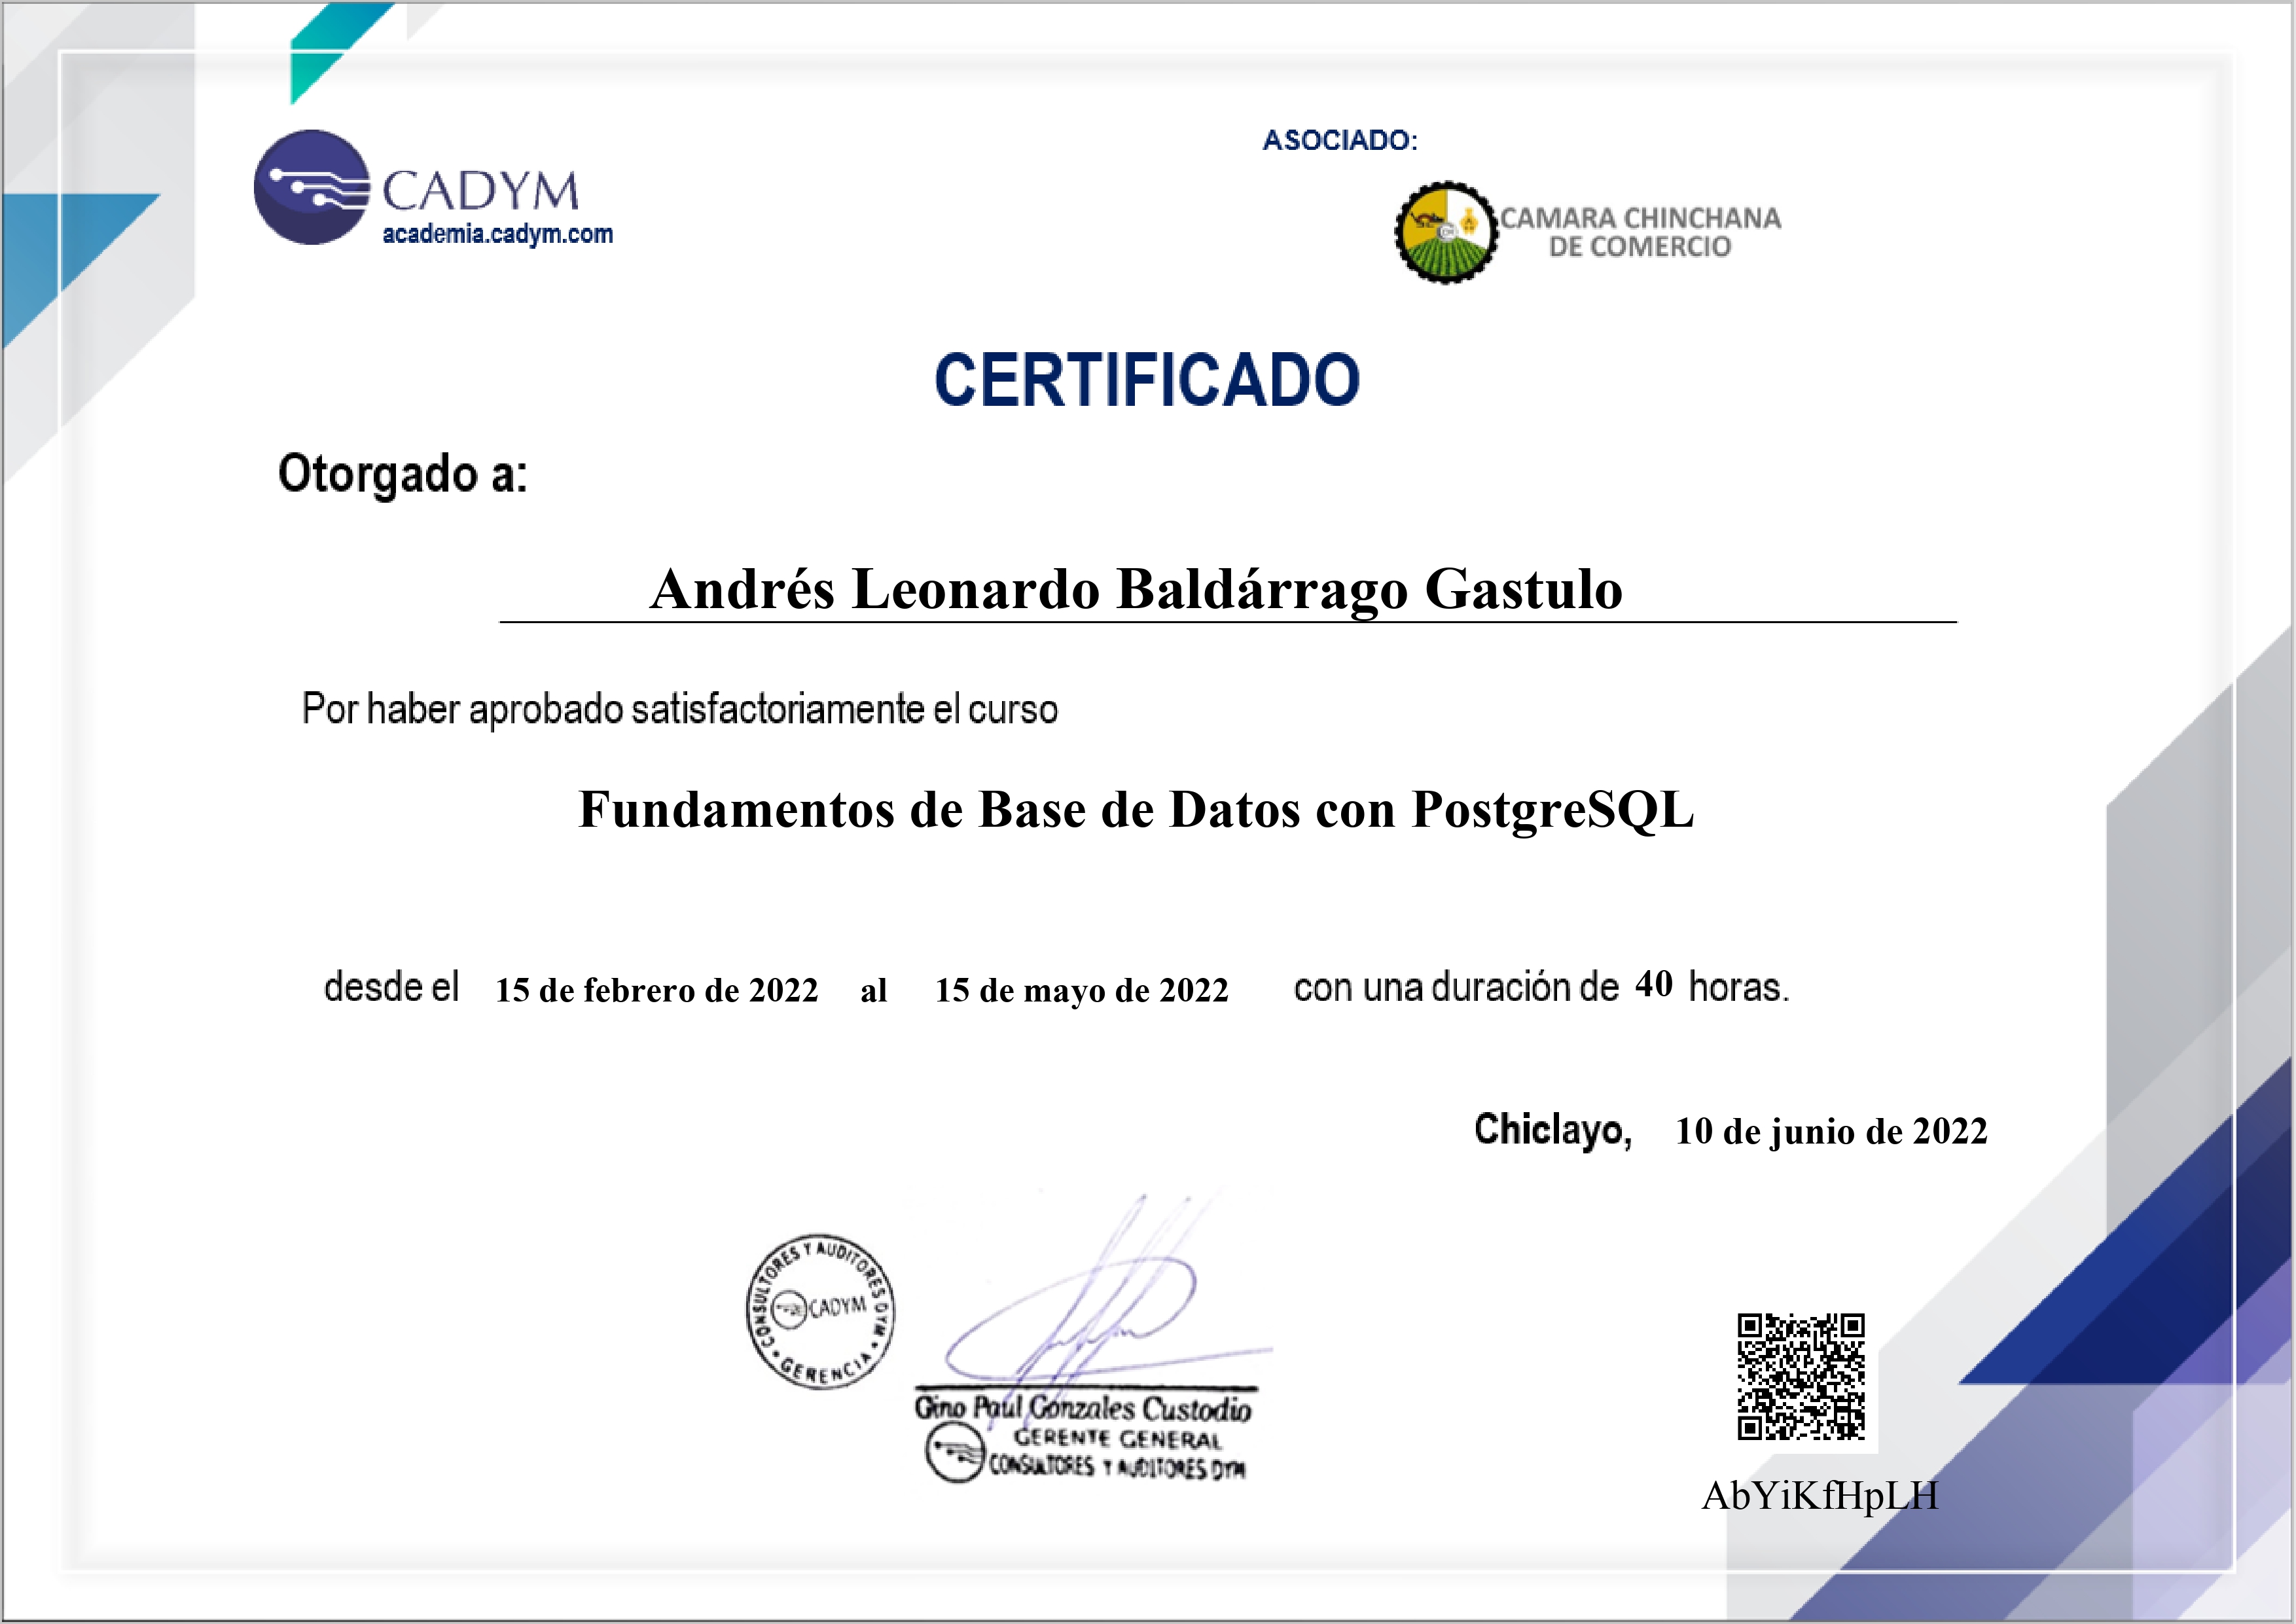 CADYM
academia.cadym.com
ASOCIADO:
CAMARA CHINCHANA
DE COMERCIO
CERTIFICADO
Otorgado a:
Andrés Leonardo Baldárrago Gastulo
Por haber aprobado satisfactoriamente el curso
Fundamentos de Base de Datos con PostgreSQL
desde el 15 de febrero de 2022 al 15 de mayo de 2022 con una duración de 40 horas.
Chiclayo, 10 de junio de 2022
CONSULTORES Y AUDITORES DYM
CADYM
GERENCIA
Gino Paul Gonzales Custodio
GERENTE GENERAL
CONSULTORES Y AUDITORES DYM
AbYiKfHpLH